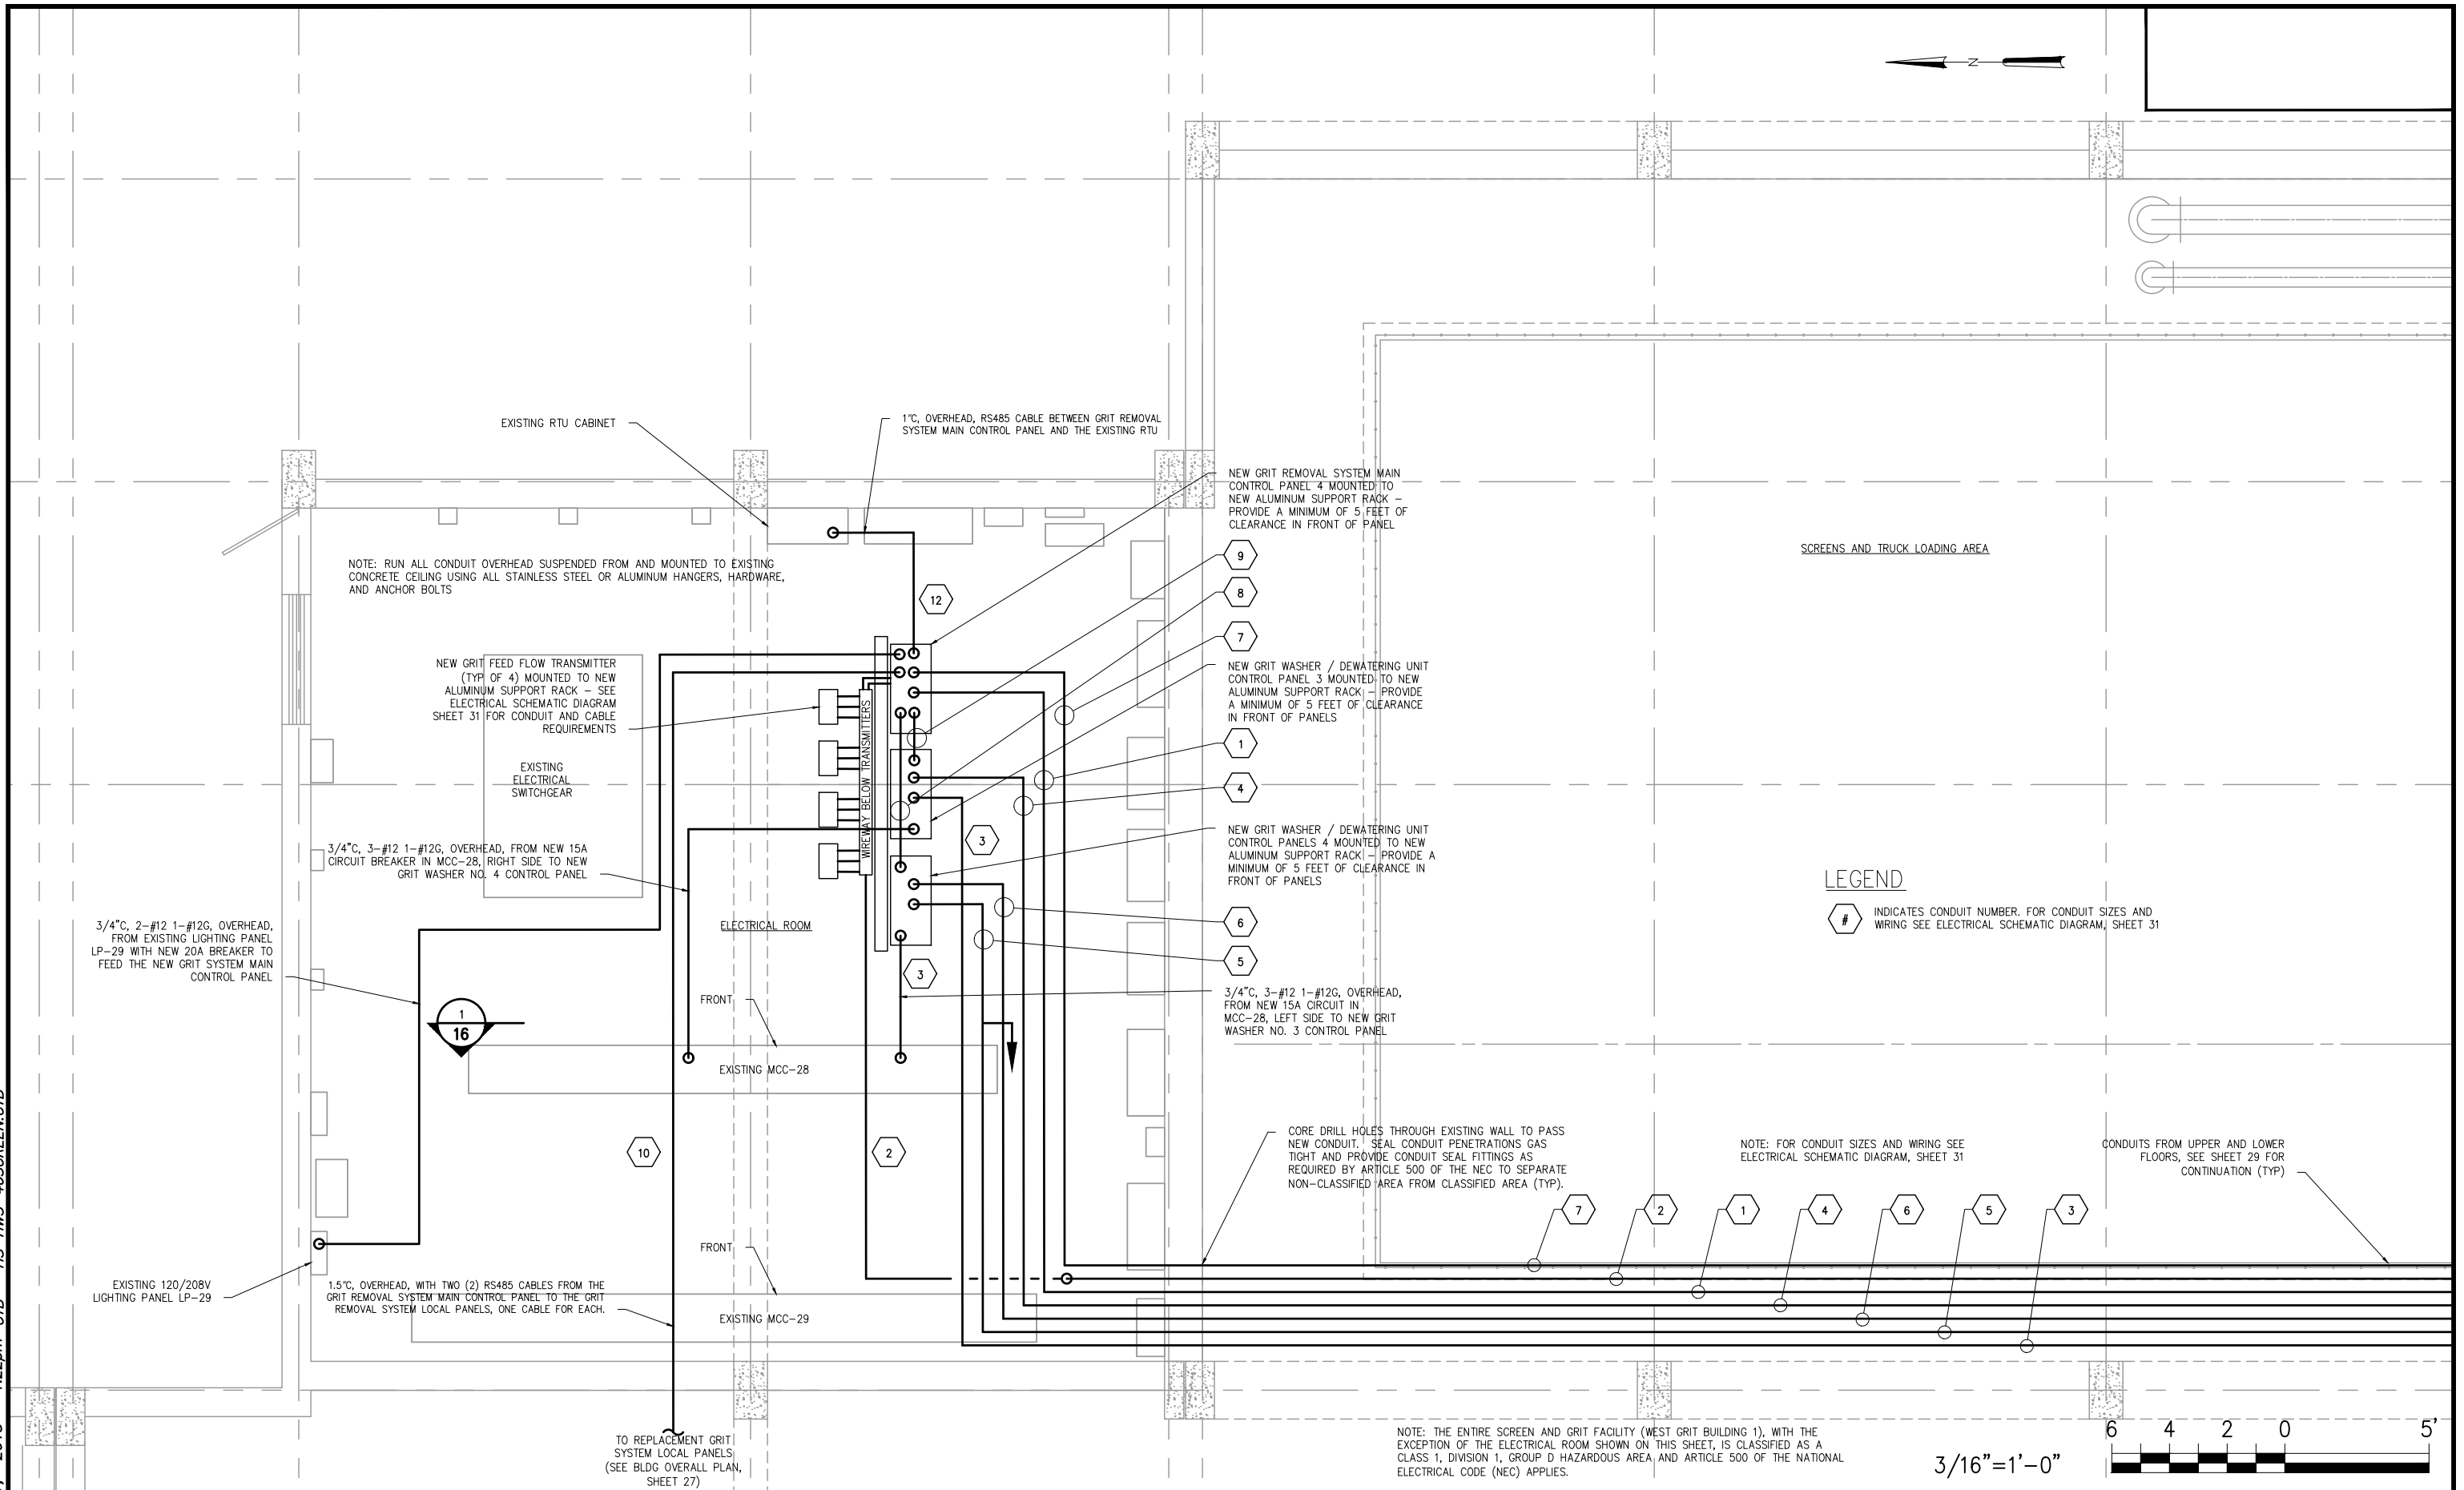 N
EXISTING RTU CABINET
1"C, OVERHEAD, RS485 CABLE BETWEEN GRIT REMOVAL
SYSTEM MAIN CONTROL PANEL AND THE EXISTING RTU
NEW GRIT REMOVAL SYSTEM MAIN
CONTROL PANEL 4 MOUNTED TO
NEW ALUMINUM SUPPORT RACK –
PROVIDE A MINIMUM OF 5 FEET OF
CLEARANCE IN FRONT OF PANEL
9
8
7
12
SCREENS AND TRUCK LOADING AREA
NOTE: RUN ALL CONDUIT OVERHEAD SUSPENDED FROM AND MOUNTED TO EXISTING
CONCRETE CEILING USING ALL STAINLESS STEEL OR ALUMINUM HANGERS, HARDWARE,
AND ANCHOR BOLTS
NEW GRIT FEED FLOW TRANSMITTER
(TYP OF 4) MOUNTED TO NEW
ALUMINUM SUPPORT RACK – SEE
ELECTRICAL SCHEMATIC DIAGRAM
SHEET 31 FOR CONDUIT AND CABLE
REQUIREMENTS
NEW GRIT WASHER / DEWATERING UNIT
CONTROL PANEL 3 MOUNTED TO NEW
ALUMINUM SUPPORT RACK – PROVIDE
A MINIMUM OF 5 FEET OF CLEARANCE
IN FRONT OF PANELS
1
4
EXISTING
ELECTRICAL
SWITCHGEAR
WIREWAY BELOW TRANSMITTERS
3
NEW GRIT WASHER / DEWATERING UNIT
CONTROL PANELS 4 MOUNTED TO NEW
ALUMINUM SUPPORT RACK – PROVIDE A
MINIMUM OF 5 FEET OF CLEARANCE IN
FRONT OF PANELS
3/4"C, 3-#12 1-#12G, OVERHEAD, FROM NEW 15A
CIRCUIT BREAKER IN MCC-28, RIGHT SIDE TO NEW
GRIT WASHER NO. 4 CONTROL PANEL
LEGEND
#
INDICATES CONDUIT NUMBER. FOR CONDUIT SIZES AND
WIRING SEE ELECTRICAL SCHEMATIC DIAGRAM, SHEET 31
3/4"C, 2-#12 1-#12G, OVERHEAD,
FROM EXISTING LIGHTING PANEL
LP-29 WITH NEW 20A BREAKER TO
FEED THE NEW GRIT SYSTEM MAIN
CONTROL PANEL
ELECTRICAL ROOM
6
5
3
3/4"C, 3-#12 1-#12G, OVERHEAD,
FROM NEW 15A CIRCUIT IN
MCC-28, LEFT SIDE TO NEW GRIT
WASHER NO. 3 CONTROL PANEL
FRONT
1
16
EXISTING MCC-28
10
2
CORE DRILL HOLES THROUGH EXISTING WALL TO PASS
NEW CONDUIT. SEAL CONDUIT PENETRATIONS GAS
TIGHT AND PROVIDE CONDUIT SEAL FITTINGS AS
REQUIRED BY ARTICLE 500 OF THE NEC TO SEPARATE
NON-CLASSIFIED AREA FROM CLASSIFIED AREA (TYP).
NOTE: FOR CONDUIT SIZES AND WIRING SEE
ELECTRICAL SCHEMATIC DIAGRAM, SHEET 31
CONDUITS FROM UPPER AND LOWER
FLOORS, SEE SHEET 29 FOR
CONTINUATION (TYP)
7
2
1
4
6
5
3
FRONT
EXISTING 120/208V
LIGHTING PANEL LP-29
1.5"C, OVERHEAD, WITH TWO (2) RS485 CABLES FROM THE
GRIT REMOVAL SYSTEM MAIN CONTROL PANEL TO THE GRIT
REMOVAL SYSTEM LOCAL PANELS, ONE CABLE FOR EACH.
EXISTING MCC-29
TO REPLACEMENT GRIT
SYSTEM LOCAL PANELS
(SEE BLDG OVERALL PLAN,
SHEET 27)
NOTE: THE ENTIRE SCREEN AND GRIT FACILITY (WEST GRIT BUILDING 1), WITH THE
EXCEPTION OF THE ELECTRICAL ROOM SHOWN ON THIS SHEET, IS CLASSIFIED AS A
CLASS 1, DIVISION 1, GROUP D HAZARDOUS AREA AND ARTICLE 500 OF THE NATIONAL
ELECTRICAL CODE (NEC) APPLIES.
3/16"=1'-0"
6 4 2 0 5'